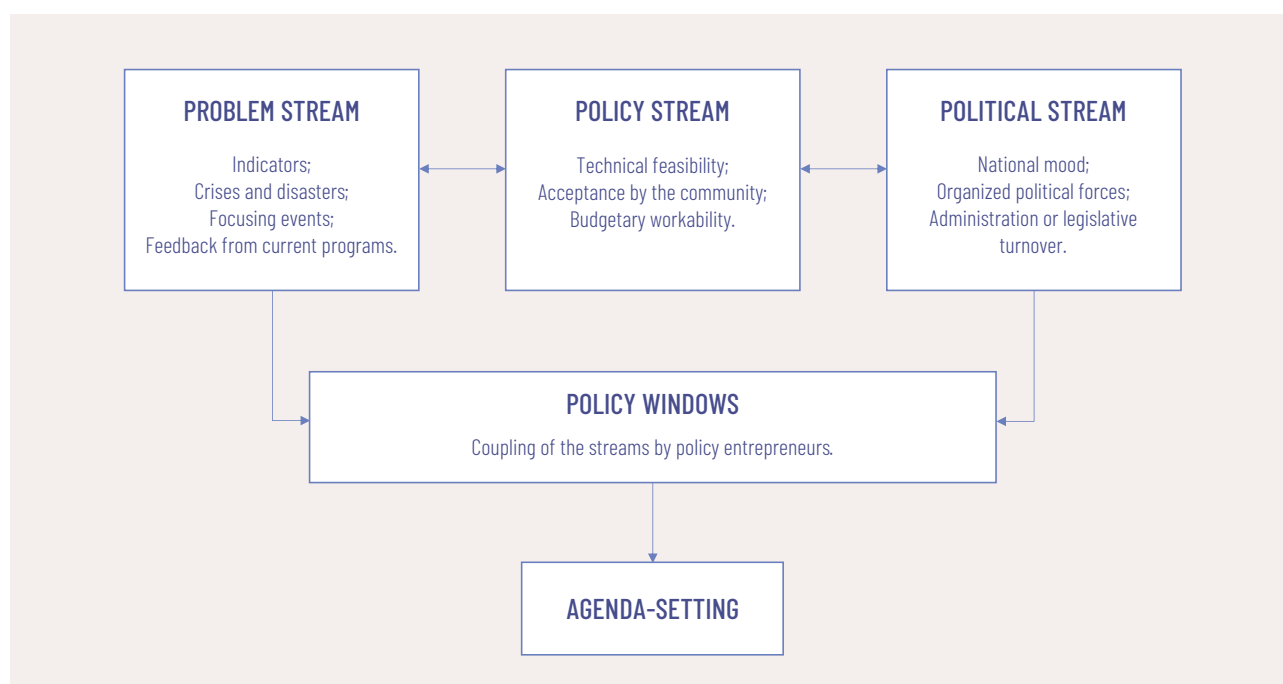 PROBLEM STREAM
Indicators;
Crises and disasters;
Focusing events;
Feedback from current programs.
POLICY STREAM
Technical feasibility;
Acceptance by the community;
Budgetary workability.
POLITICAL STREAM
National mood;
Organized political forces;
Administration or legislative
turnover.
POLICY WINDOWS
Coupling of the streams by policy entrepreneurs.
AGENDA-SETTING